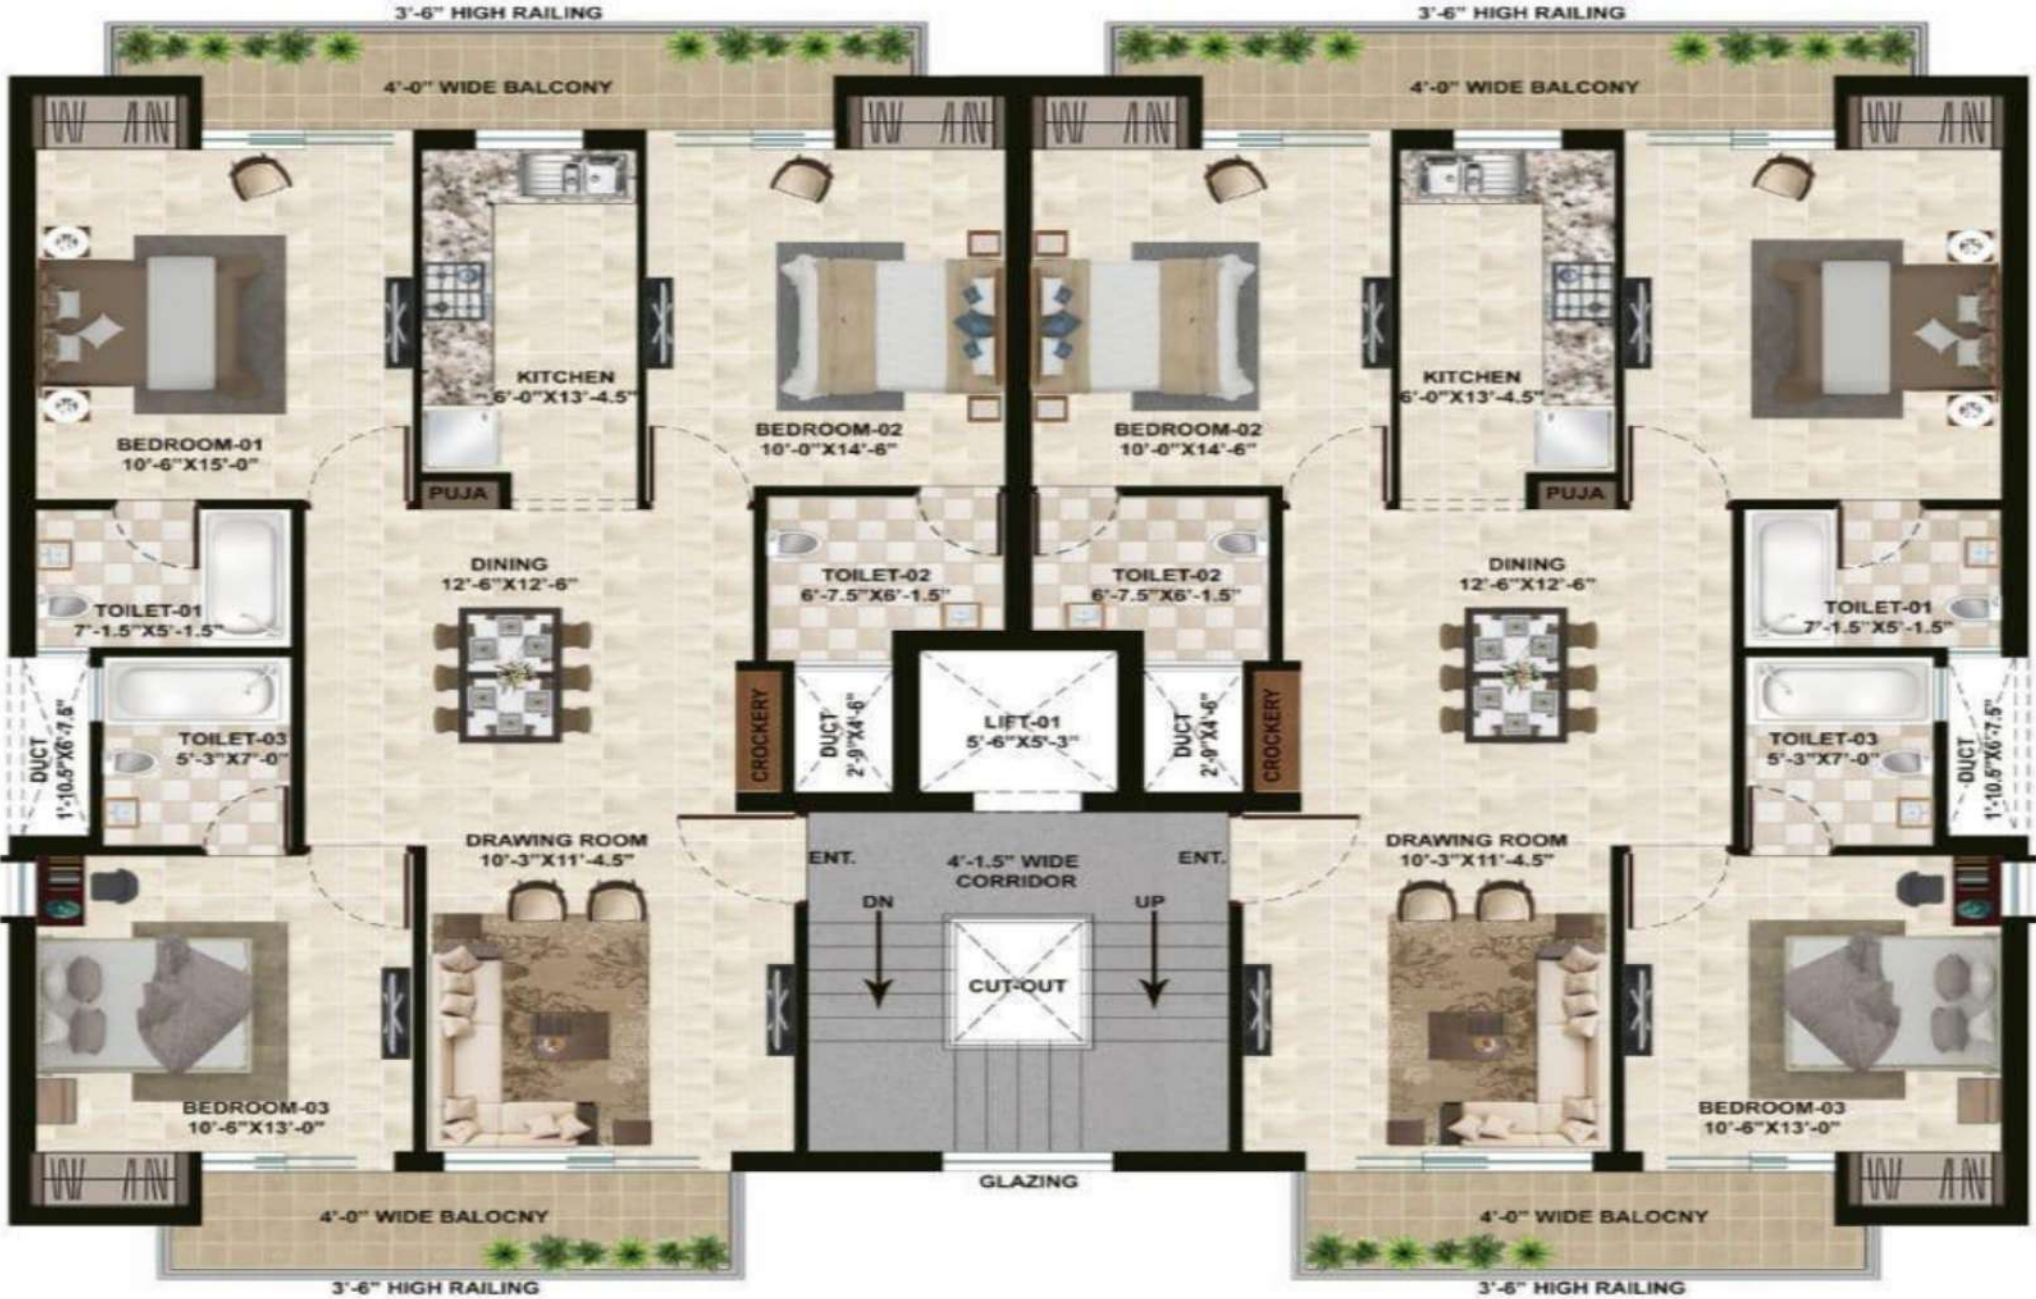 3'-6" HIGH RAILING
3'-6" HIGH RAILING
4'-0" WIDE BALCONY
4'-0" WIDE BALCONY
KITCHEN
6'-0"X13'-4.5"
KITCHEN
6'-0"X13'-4.5"
BEDROOM-01
10'-6"X15'-0"
BEDROOM-02
10'-0"X14'-6"
BEDROOM-02
10'-0"X14'-6"
PUJA
PUJA
DINING
12'-6"X12'-6"
DINING
12'-6"X12'-6"
TOILET-01
7'-1.5"X5'-1.5"
TOILET-02
6'-7.5"X6'-1.5"
TOILET-02
6'-7.5"X6'-1.5"
TOILET-01
7'-1.5"X5'-1.5"
DUCT
1'-10.5"X6'-7.5"
TOILET-03
5'-3"X7'-0"
CROCKERY
DUCT
2'-9"X4'-6"
LIFT-01
5'-6"X5'-3"
DUCT
2'-9"X4'-6"
CROCKERY
TOILET-03
5'-3"X7'-0"
DUCT
1'-10.5"X6'-7.5"
DRAWING ROOM
10'-3"X11'-4.5"
ENT.
4'-1.5" WIDE
CORRIDOR
ENT.
DRAWING ROOM
10'-3"X11'-4.5"
DN
UP
CUT-OUT
BEDROOM-03
10'-6"X13'-0"
BEDROOM-03
10'-6"X13'-0"
GLAZING
4'-0" WIDE BALOCNY
4'-0" WIDE BALOCNY
3'-6" HIGH RAILING
3'-6" HIGH RAILING